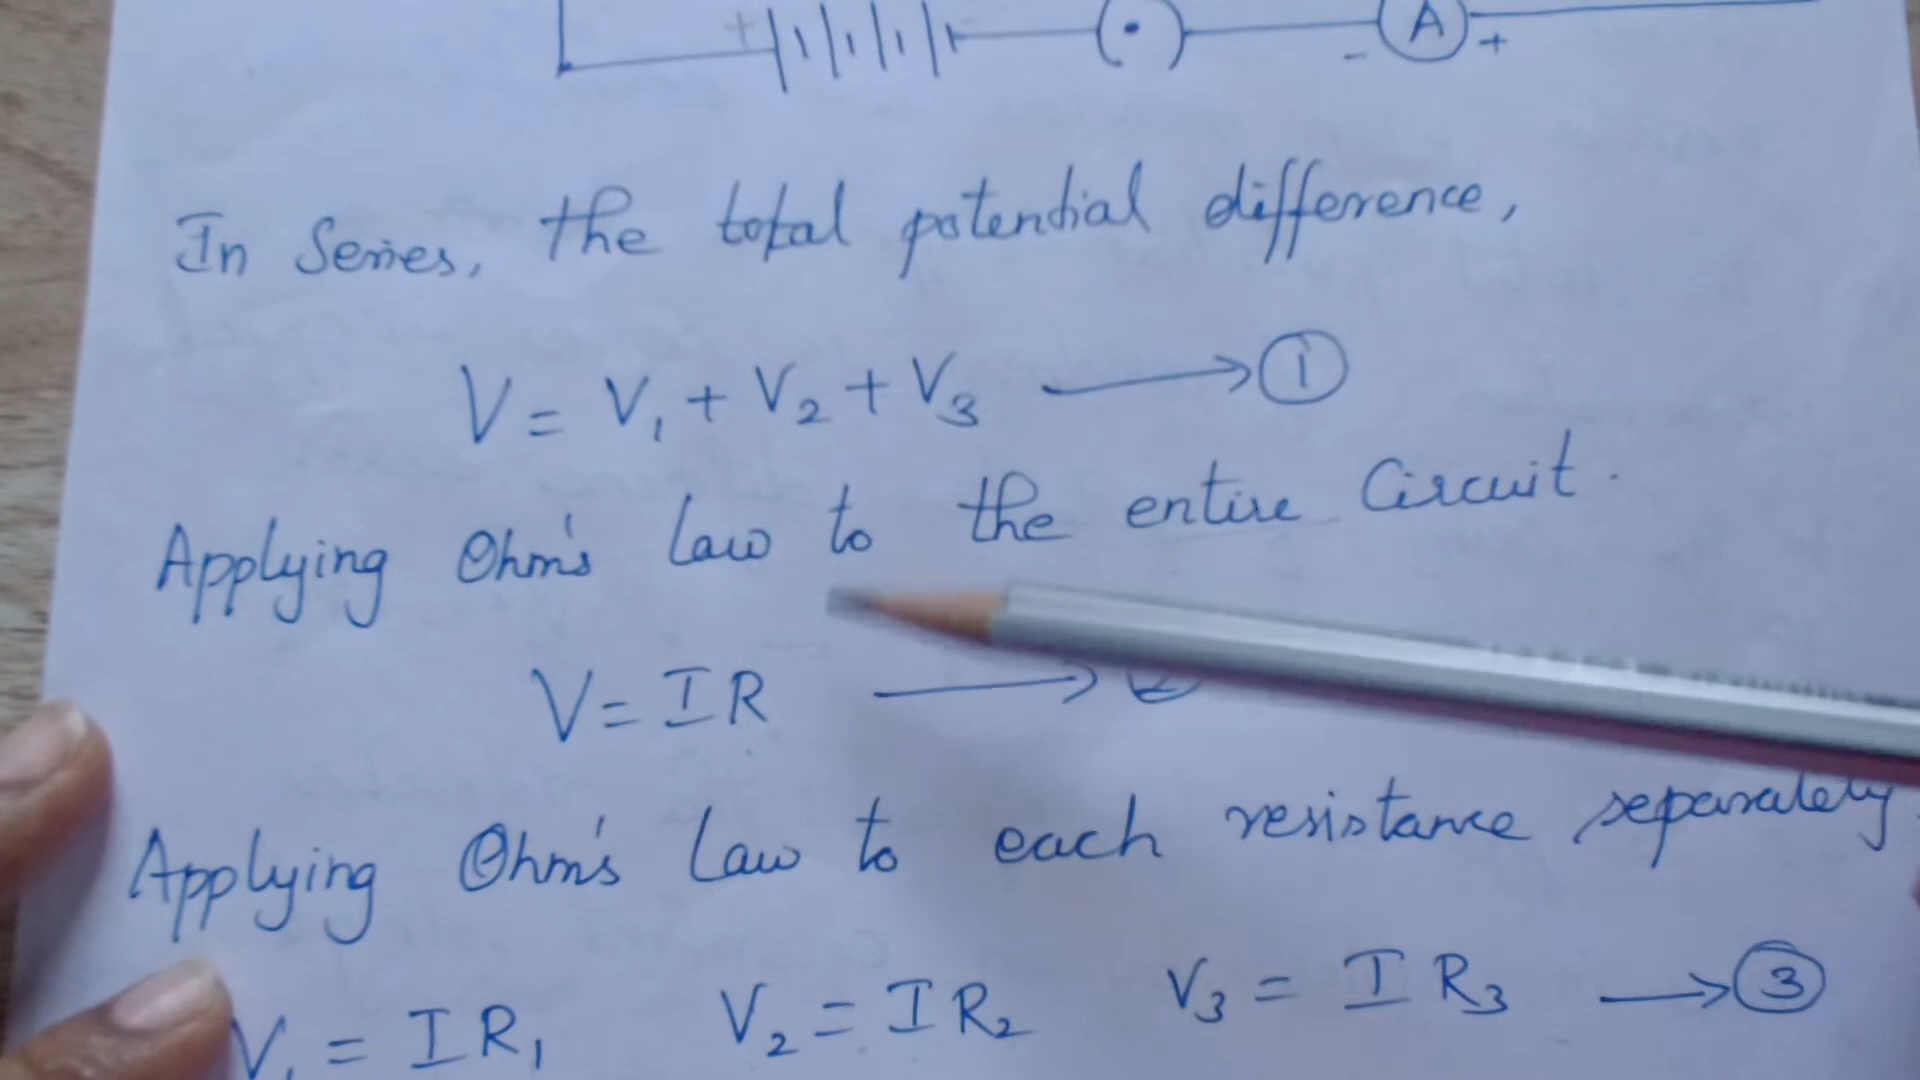 + - A +
In Series, the total potential difference,
V = V₁ + V₂ + V₃ ⟶ ①
Applying Ohm's law to the entire Circuit.
V = IR ⟶
Applying Ohm's Law to each resistance separately.
V₁ = IR₁ V₂ = IR₂ V₃ = IR₃ ⟶ ③